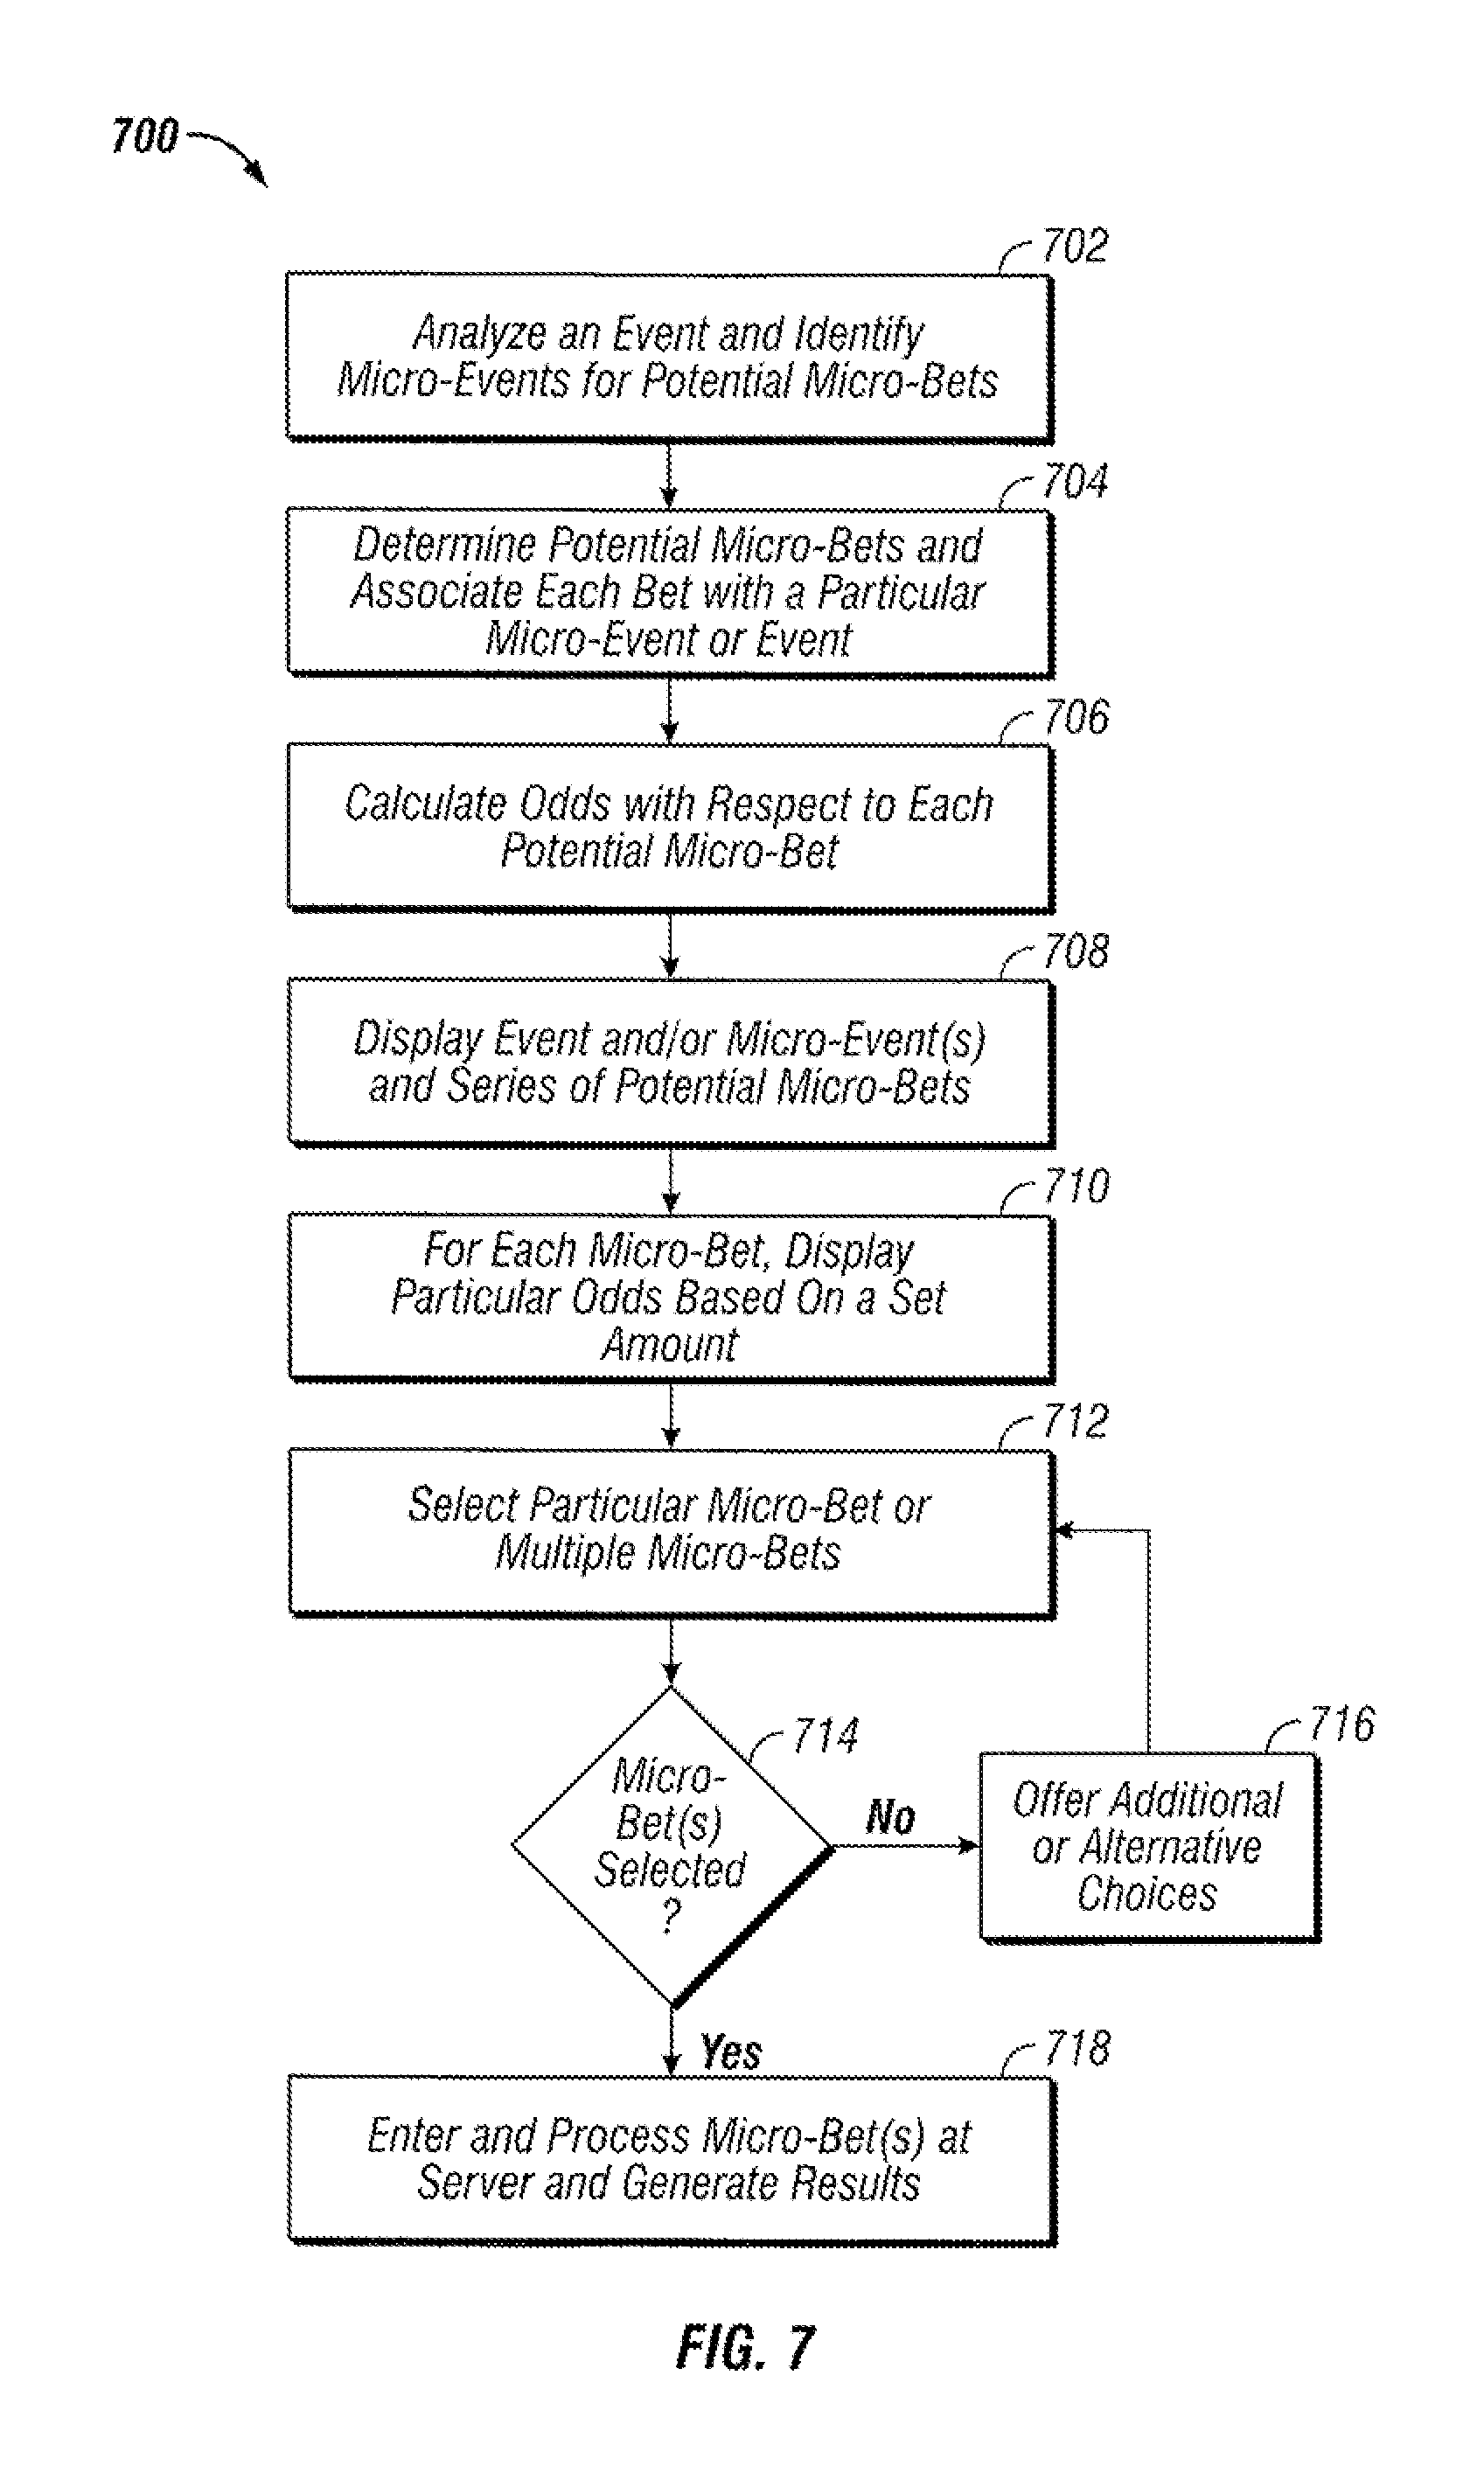 700
702
Analyze an Event and Identify
Micro-Events for Potential Micro-Bets
704
Determine Potential Micro-Bets and
Associate Each Bet with a Particular
Micro-Event or Event
706
Calculate Odds with Respect to Each
Potential Micro-Bet
708
Display Event and/or Micro-Event(s)
and Series of Potential Micro-Bets
710
For Each Micro-Bet, Display
Particular Odds Based On a Set
Amount
712
Select Particular Micro-Bet or
Multiple Micro-Bets
714
Micro-
Bet(s)
Selected
?
No
716
Offer Additional
or Alternative
Choices
Yes
718
Enter and Process Micro-Bet(s) at
Server and Generate Results
FIG. 7